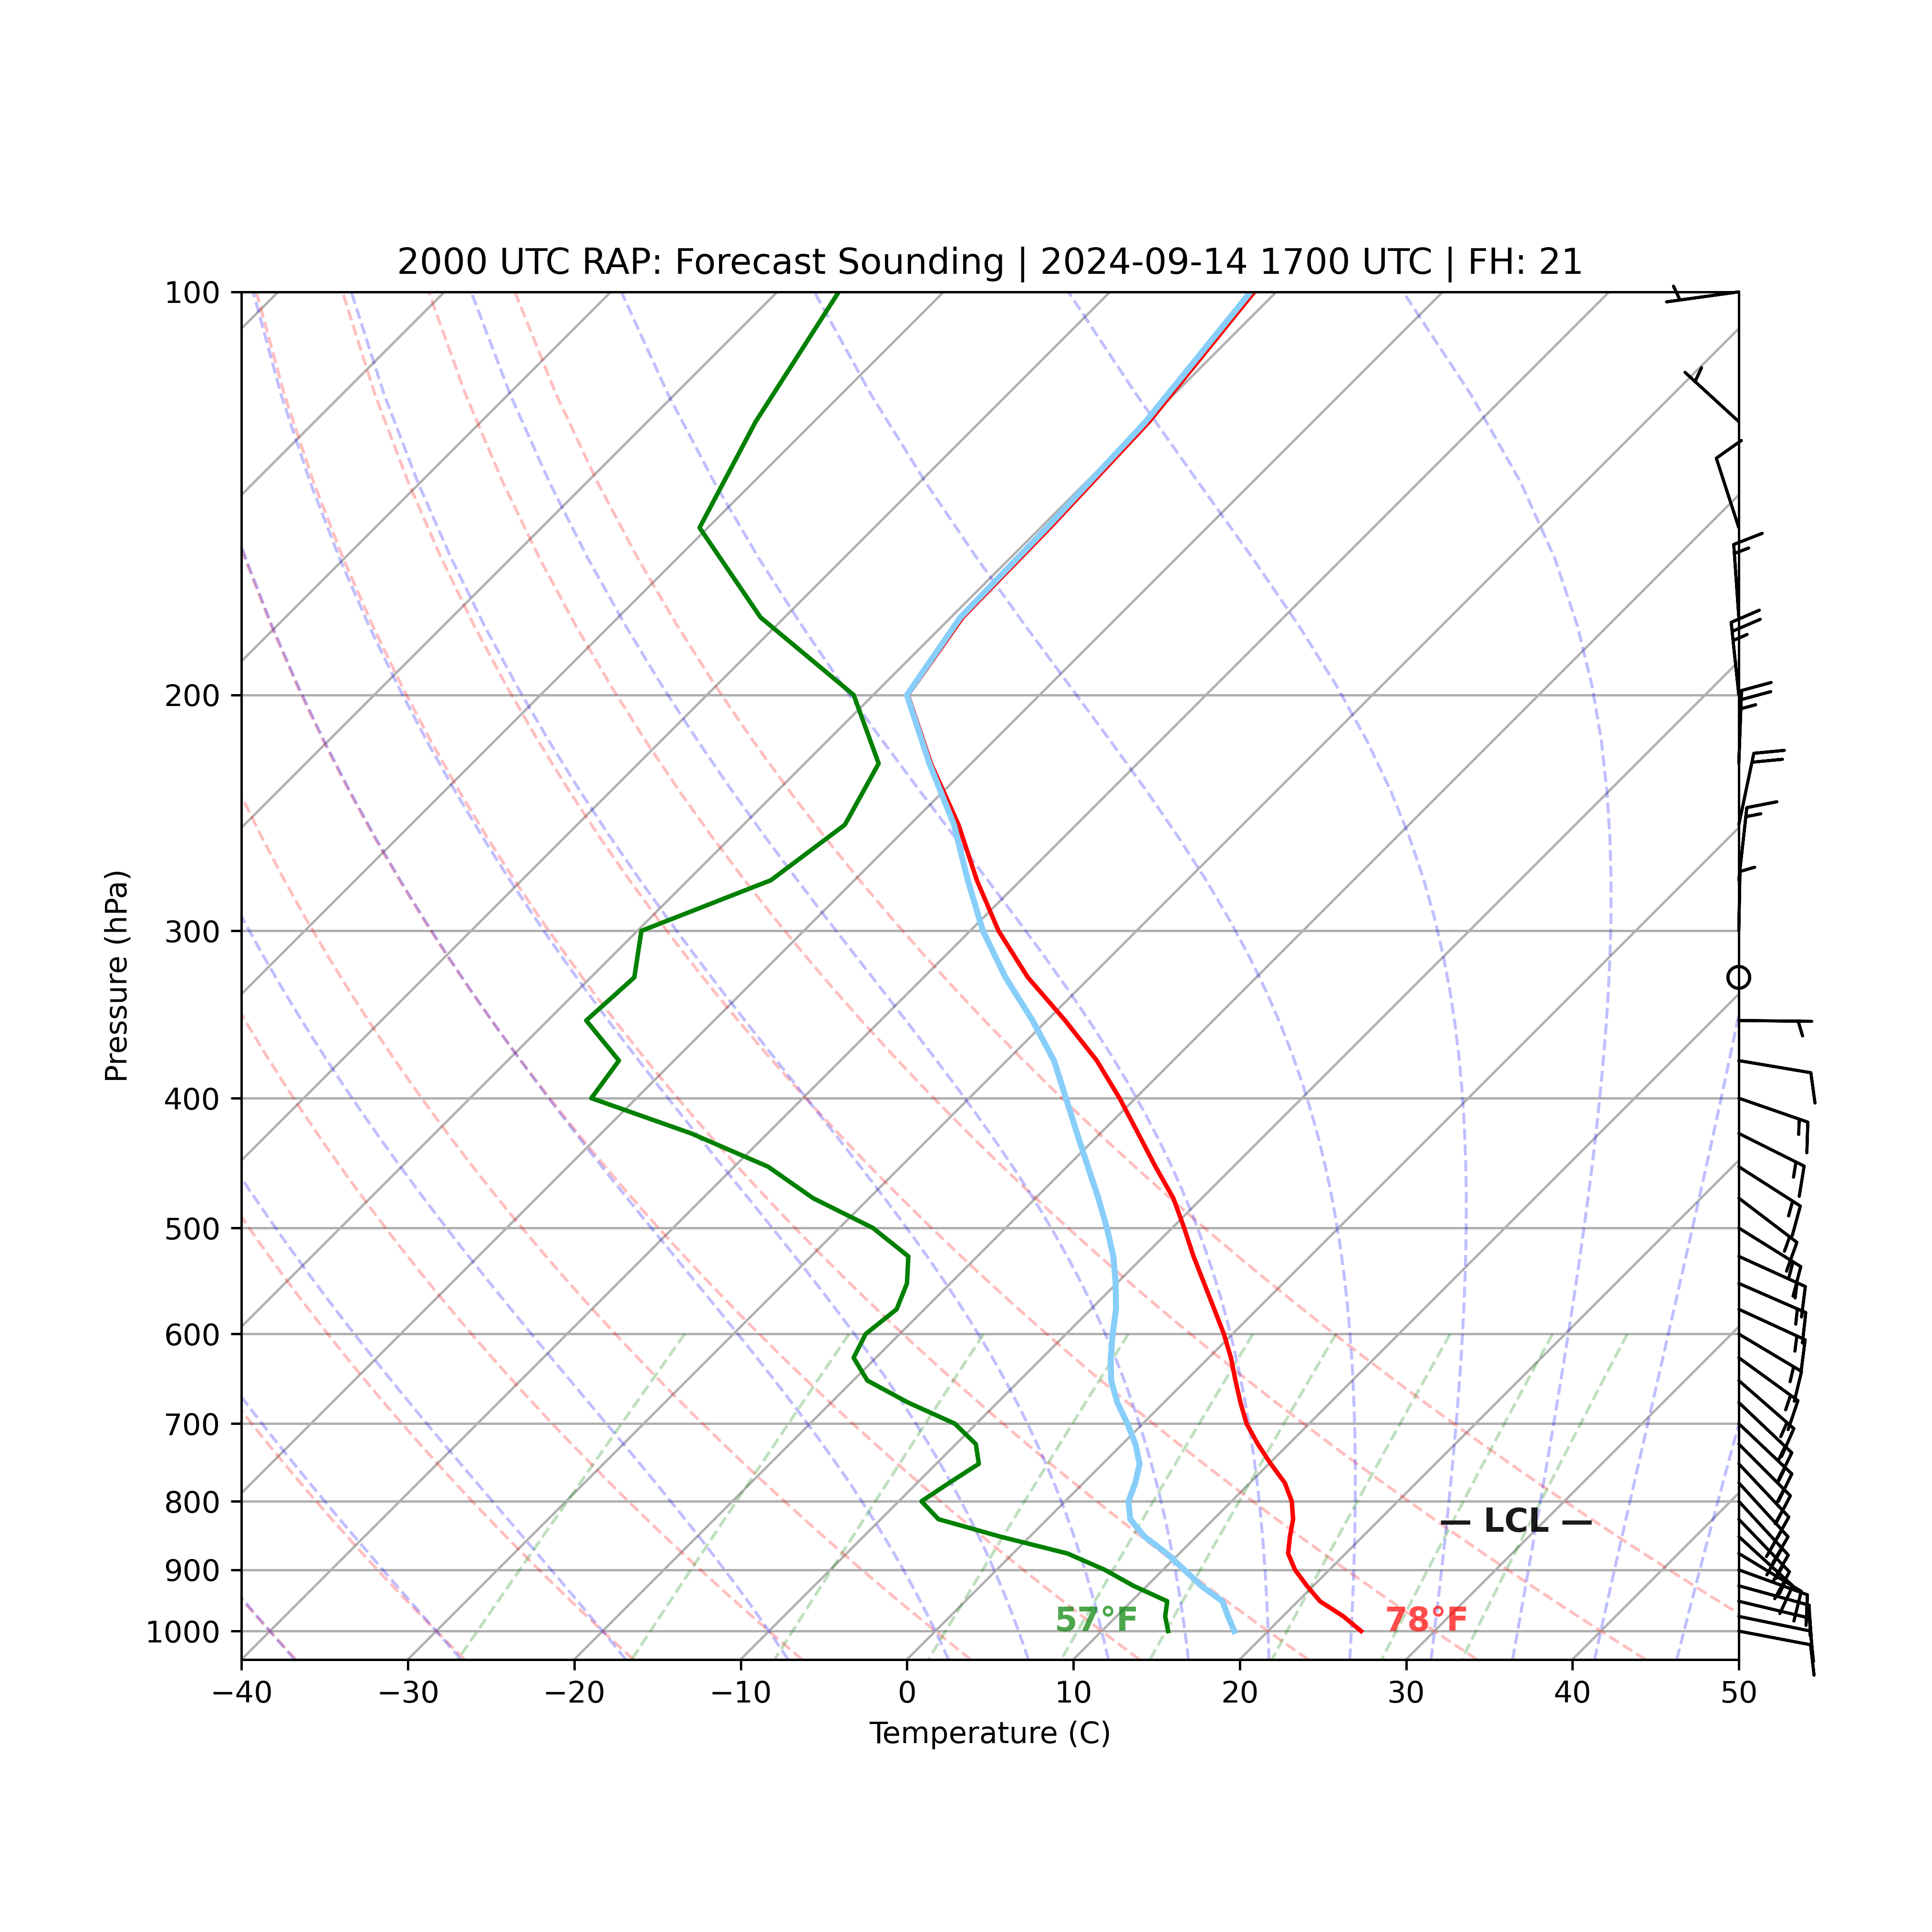 2000 UTC RAP: Forecast Sounding | 2024-09-14 1700 UTC | FH: 21
100
200
300
400
500
600
700
800
900
1000
Pressure (hPa)
— LCL —
57°F
78°F
−40 −30 −20 −10 0 10 20 30 40 50
Temperature (C)